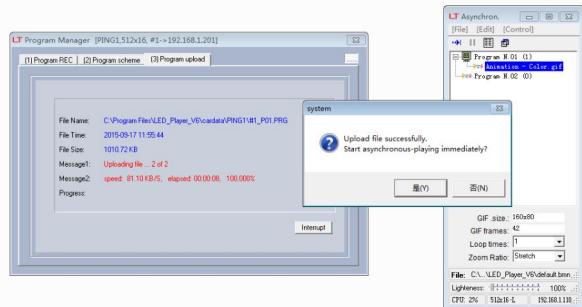 LT Program Manager [PING1,512x16, #1->192.168.1.201]
(1) Program REC (2) Program scheme (3) Program upload
File Name: C:\Program Files\LED_Player_V6\cardata\PING1\#1_P01.PRG
File Time: 2015-09-17 11:55:44
File Size: 1010.72 KB
Message1: Uploading file ... 2 of 2
Message2: speed: 81.10 KB/S, elapsed: 00:00:08, 100.000%
Progress:
Interrupt
system
Upload file successfully.
Start asynchronous-playing immediately?
是(Y) 否(N)
LT Asynchron.
[File] [Edit] [Control]
Program N.01 (1)
Animation - Color.gif
Program N.02 (0)
GIF .size.: 160x80
GIF frames: 42
Loop times: 1
Zoom Ratio: Stretch
File: C:\...\LED_Player_V6\default.bmn
Lighteness: 100%
CPU: 2% 512x16-L 192.168.1.118